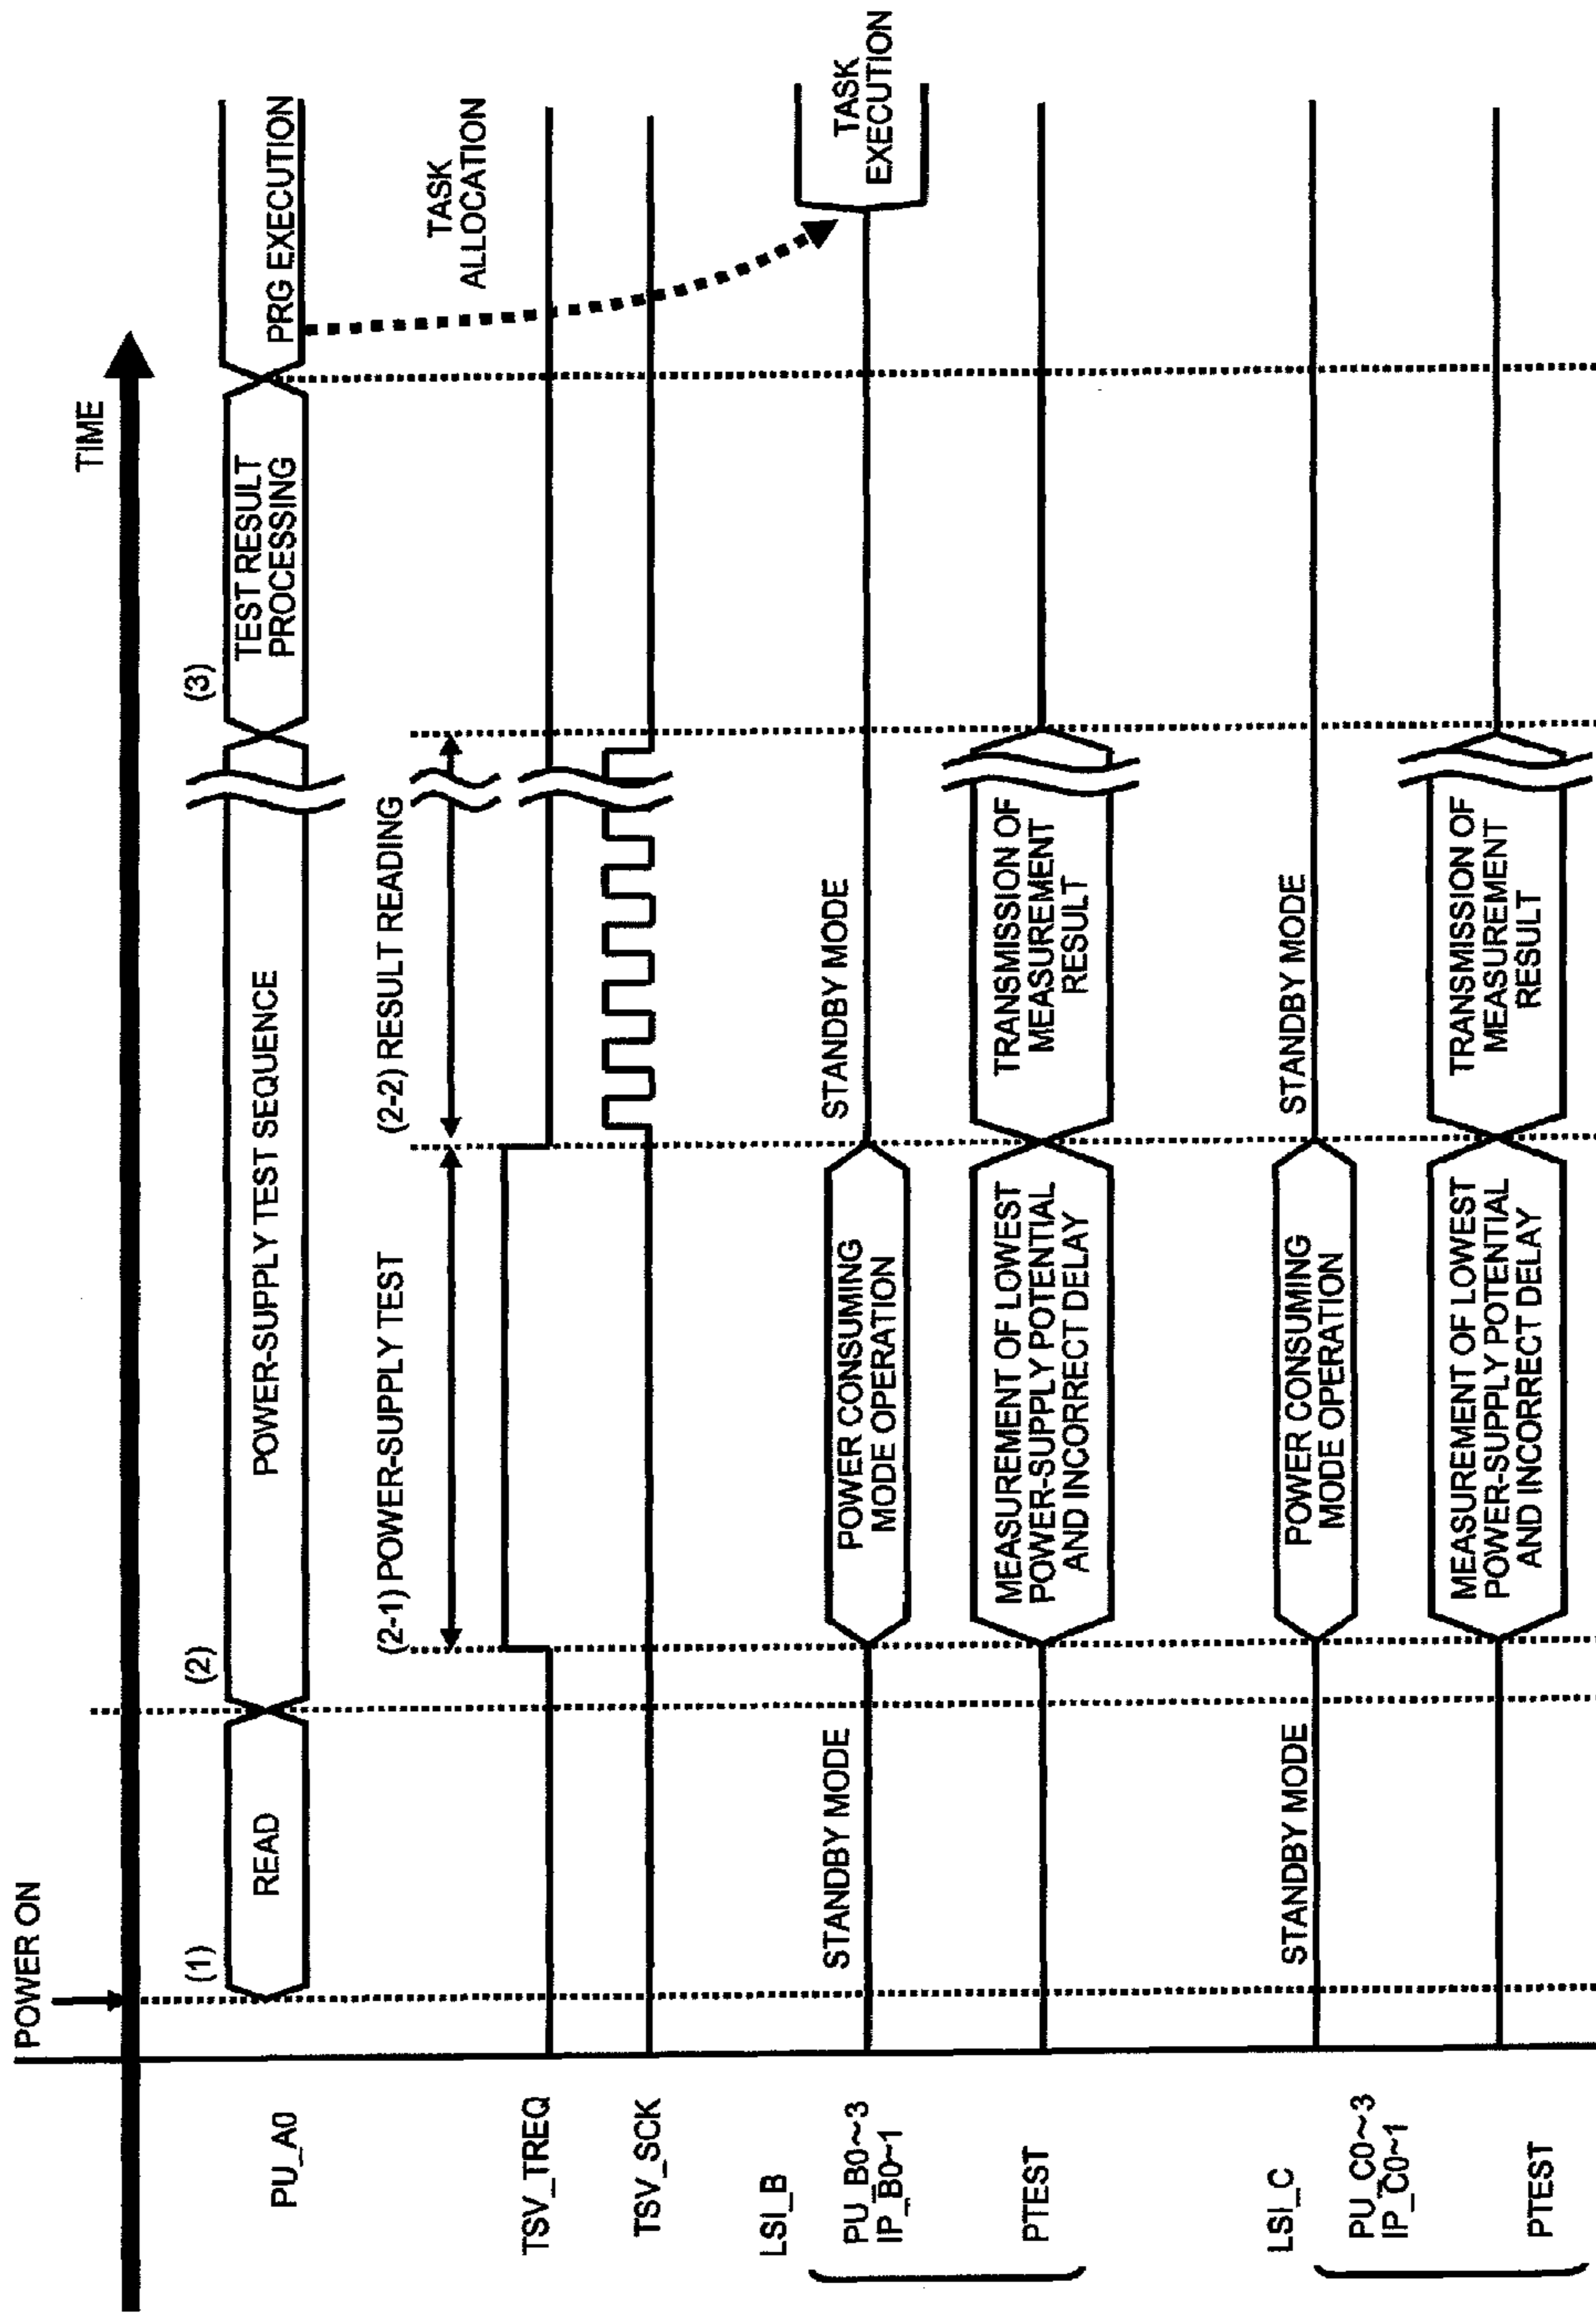 POWER ON
TIME
PU_A0
(1)
READ
(2)
POWER-SUPPLY TEST SEQUENCE
(3)
TEST RESULT
PROCESSING
PRG EXECUTION
(2-1) POWER-SUPPLY TEST
(2-2) RESULT READING
TASK
ALLOCATION
TSV_TREQ
TSV_SCK
LSI_B
PU_B0~3
IP_B0~1
STANDBY MODE
POWER CONSUMING
MODE OPERATION
STANDBY MODE
TASK
EXECUTION
PTEST
MEASUREMENT OF LOWEST
POWER-SUPPLY POTENTIAL
AND INCORRECT DELAY
TRANSMISSION OF
MEASUREMENT
RESULT
LSI_C
PU_C0~3
IP_C0~1
STANDBY MODE
POWER CONSUMING
MODE OPERATION
STANDBY MODE
PTEST
MEASUREMENT OF LOWEST
POWER-SUPPLY POTENTIAL
AND INCORRECT DELAY
TRANSMISSION OF
MEASUREMENT
RESULT